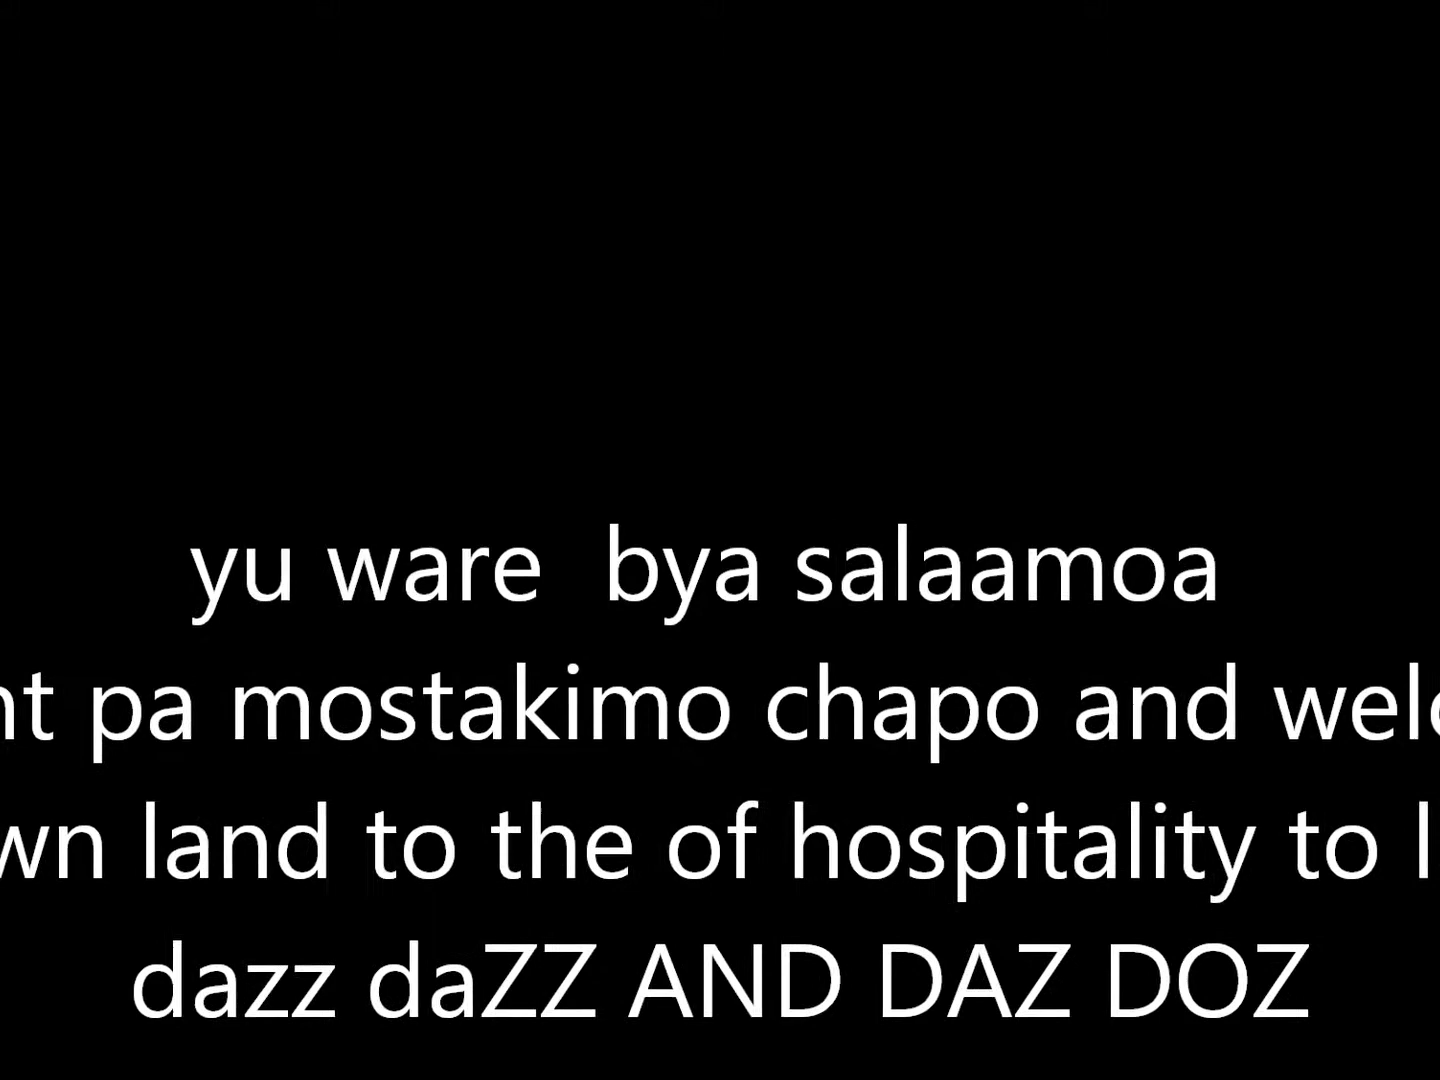 yu ware  bya salaamoa
nt pa mostakimo chapo and welc
wn land to the of hospitality to l
dazz daZZ AND DAZ DOZ